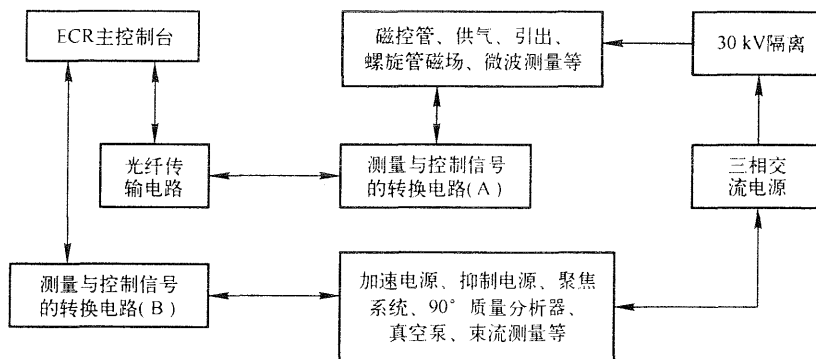 ECR主控制台
磁控管、供气、引出、
螺旋管磁场、微波测量等
30 kV隔离
光纤传
输电路
测量与控制信号
的转换电路(A)
三相交
流电源
测量与控制信号
的转换电路(B)
加速电源、抑制电源、聚焦
系统、90° 质量分析器、
真空泵、束流测量等